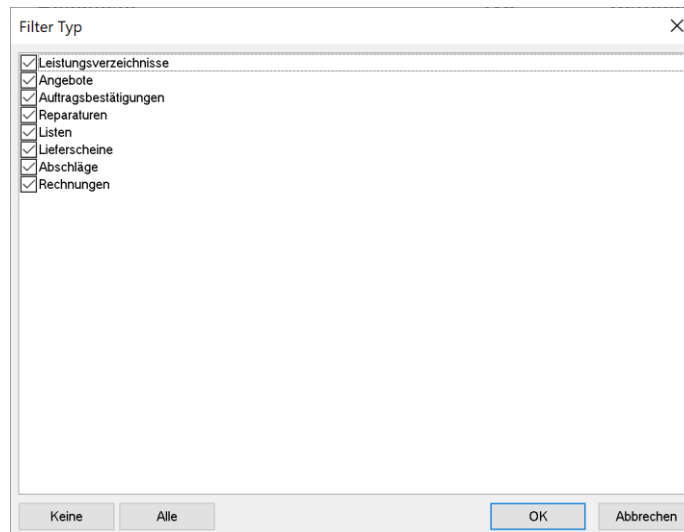 Filter Typ
Leistungsverzeichnisse
Angebote
Auftragsbestätigungen
Reparaturen
Listen
Lieferscheine
Abschläge
Rechnungen
Keine Alle OK Abbrechen